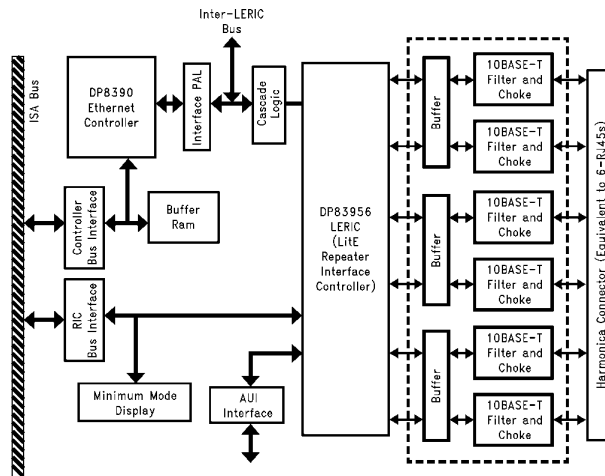 Inter-LERIC
Bus
ISA Bus
DP8390
Ethernet
Controller
Interface PAL
Cascade
Logic
Controller
Bus Interface
Buffer
Ram
RIC
Bus Interface
Minimum Mode
Display
AUI
Interface
DP83956
LERIC
(LitE
Repeater
Interface
Controller)
Buffer
Buffer
Buffer
10BASE-T
Filter and
Choke
10BASE-T
Filter and
Choke
10BASE-T
Filter and
Choke
10BASE-T
Filter and
Choke
10BASE-T
Filter and
Choke
10BASE-T
Filter and
Choke
Harmonica Connector (Equivalent to 6-RJ45s)